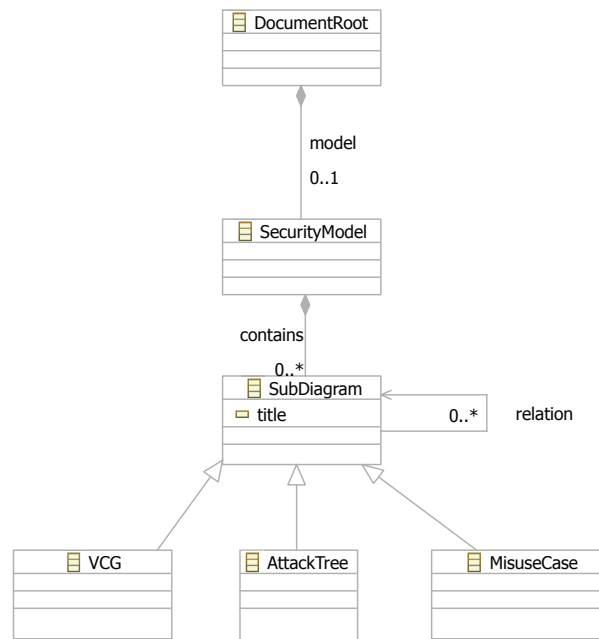 DocumentRoot
model
0..1
SecurityModel
contains
0..*
SubDiagram
title
0..*
relation
VCG
AttackTree
MisuseCase